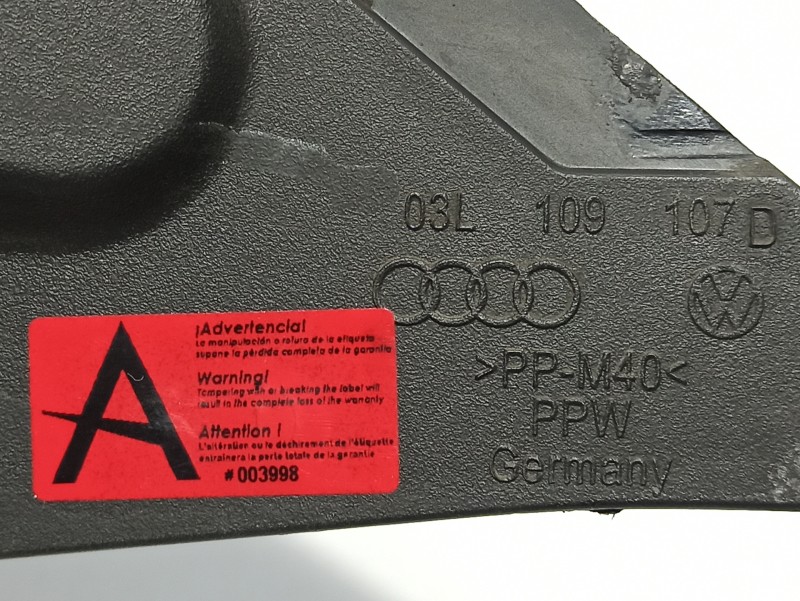 03L 109 107 D
>PP-M40<
PPW
Germany
A
¡Advertencia!
La manipulación o rotura de la etiqueta
supone la pérdida completa de la garantía
Warning!
Tampering with or breaking the label will
result in the complete loss of the warranty
Attention !
L'altération ou le déchirement de l'étiquette
entraînera la perte totale de la garantie
#003998